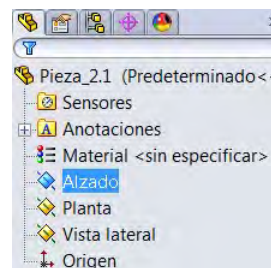 Pieza_2.1 (Predeterminado<
Sensores
Anotaciones
Material <sin especificar>
Alzado
Planta
Vista lateral
Origen